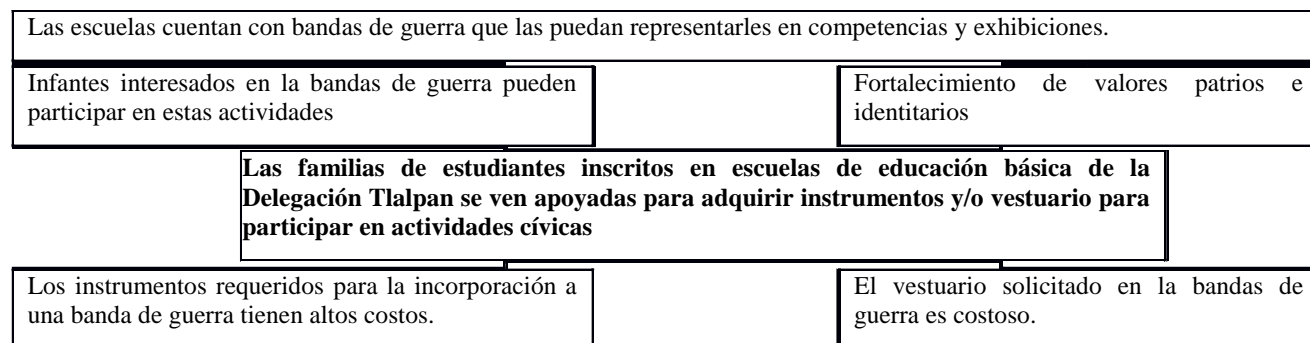 Las escuelas cuentan con bandas de guerra que las puedan representarles en competencias y exhibiciones.
Infantes interesados en la bandas de guerra pueden
participar en estas actividades
Fortalecimiento de valores patrios e
identitarios
Las familias de estudiantes inscritos en escuelas de educación básica de la
Delegación Tlalpan se ven apoyadas para adquirir instrumentos y/o vestuario para
participar en actividades cívicas
Los instrumentos requeridos para la incorporación a
una banda de guerra tienen altos costos.
El vestuario solicitado en la bandas de
guerra es costoso.